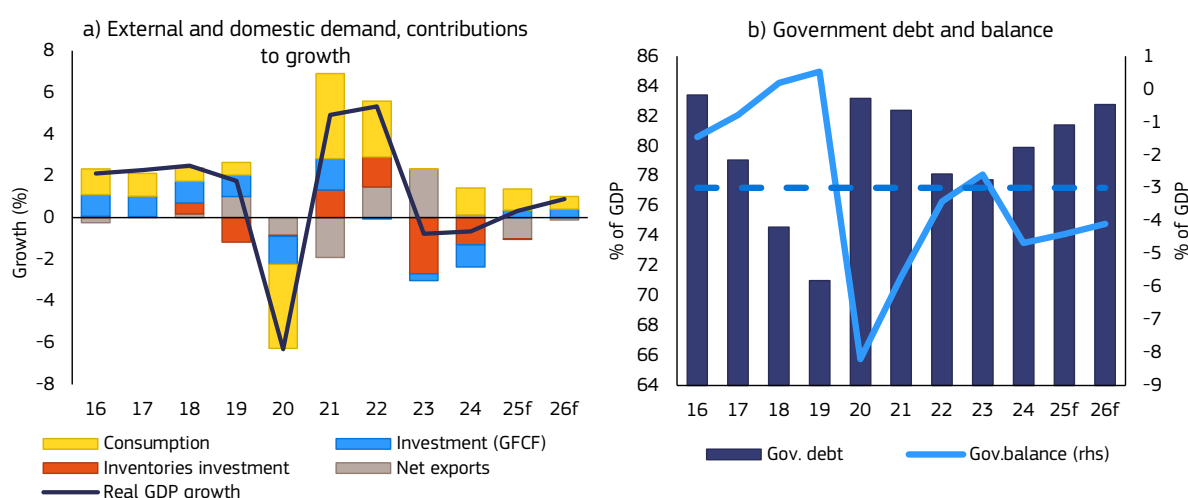 a) External and domestic demand, contributions
to growth
8
6
4
2
0
-2
-4
-6
-8
Growth (%)
16 17 18 19 20 21 22 23 24 25f 26f
Consumption
Investment (GFCF)
Inventories investment
Net exports
Real GDP growth
b) Government debt and balance
86
84
82
80
78
76
74
72
70
68
66
64
% of GDP
1
0
-1
-2
-3
-4
-5
-6
-7
-8
-9
% of GDP
16 17 18 19 20 21 22 23 24 25f 26f
Gov. debt
Gov.balance (rhs)